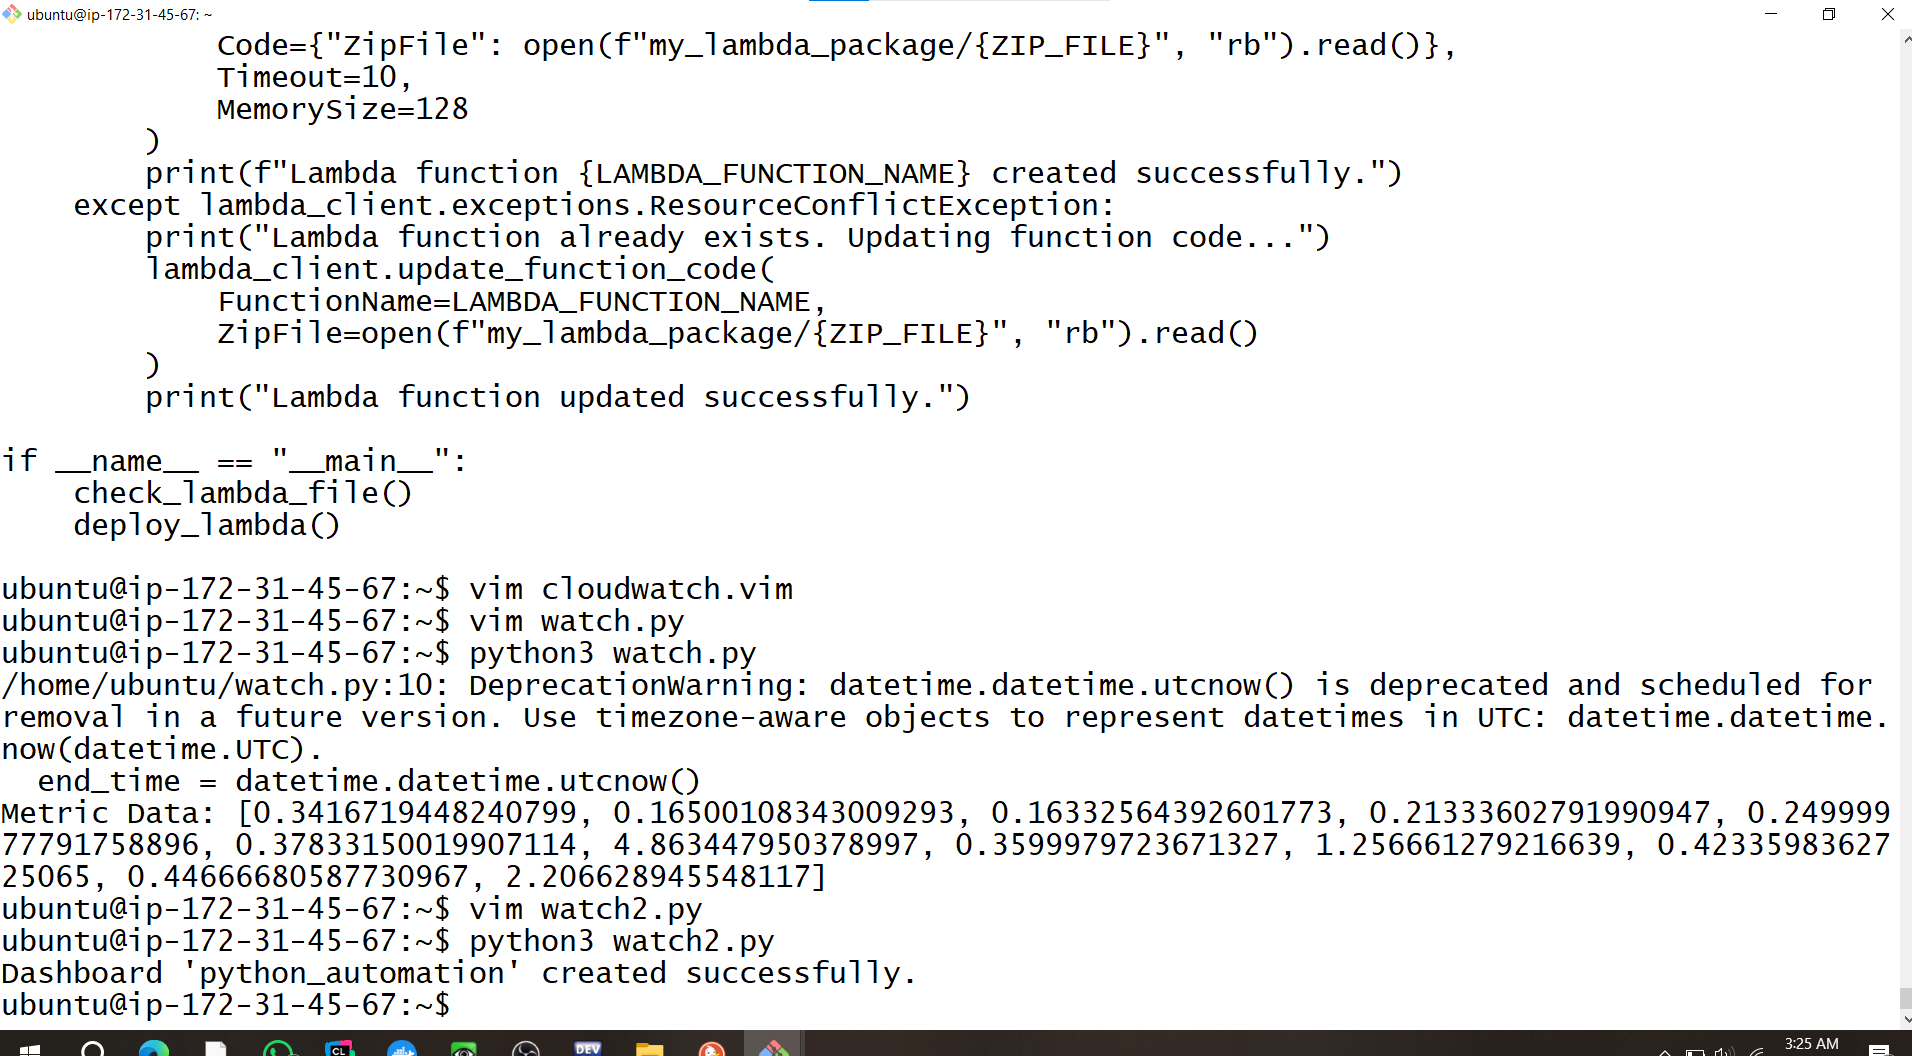 ubuntu@ip-172-31-45-67: ~
Code={"ZipFile": open(f"my_lambda_package/{ZIP_FILE}", "rb").read()},
Timeout=10,
MemorySize=128
)
print(f"Lambda function {LAMBDA_FUNCTION_NAME} created successfully.")
except lambda_client.exceptions.ResourceConflictException:
print("Lambda function already exists. Updating function code...")
lambda_client.update_function_code(
FunctionName=LAMBDA_FUNCTION_NAME,
ZipFile=open(f"my_lambda_package/{ZIP_FILE}", "rb").read()
)
print("Lambda function updated successfully.")
if __name__ == "__main__":
check_lambda_file()
deploy_lambda()
ubuntu@ip-172-31-45-67:~$ vim cloudwatch.vim
ubuntu@ip-172-31-45-67:~$ vim watch.py
ubuntu@ip-172-31-45-67:~$ python3 watch.py
/home/ubuntu/watch.py:10: DeprecationWarning: datetime.datetime.utcnow() is deprecated and scheduled for
removal in a future version. Use timezone-aware objects to represent datetimes in UTC: datetime.datetime.
now(datetime.UTC).
end_time = datetime.datetime.utcnow()
Metric Data: [0.3416719448240799, 0.16500108343009293, 0.16332564392601773, 0.21333602791990947, 0.249999
77791758896, 0.37833150019907114, 4.863447950378997, 0.3599979723671327, 1.256661279216639, 0.42335983627
25065, 0.44666680587730967, 2.206628945548117]
ubuntu@ip-172-31-45-67:~$ vim watch2.py
ubuntu@ip-172-31-45-67:~$ python3 watch2.py
Dashboard 'python_automation' created successfully.
ubuntu@ip-172-31-45-67:~$
CL
DEV
3:25 AM